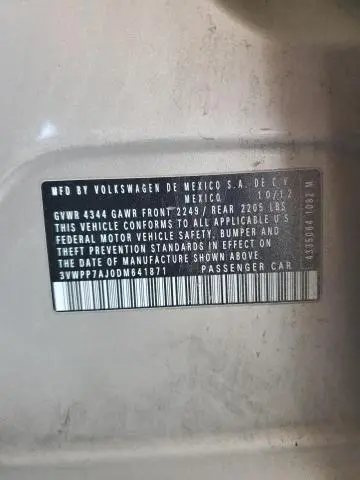 MFD BY VOLKSWAGEN DE MEXICO S.A. DE C.V.
MEXICO 10/12
GVWR 4344 GAWR FRONT 2249 / REAR 2205 LBS
THIS VEHICLE CONFORMS TO ALL APPLICABLE U.S.
FEDERAL MOTOR VEHICLE SAFETY, BUMPER AND
THEFT PREVENTION STANDARDS IN EFFECT ON
THE DATE OF MANUFACTURE SHOWN ABOVE
3VWPP7AJ0DM641871 PASSENGER CAR
4375064 1082 M